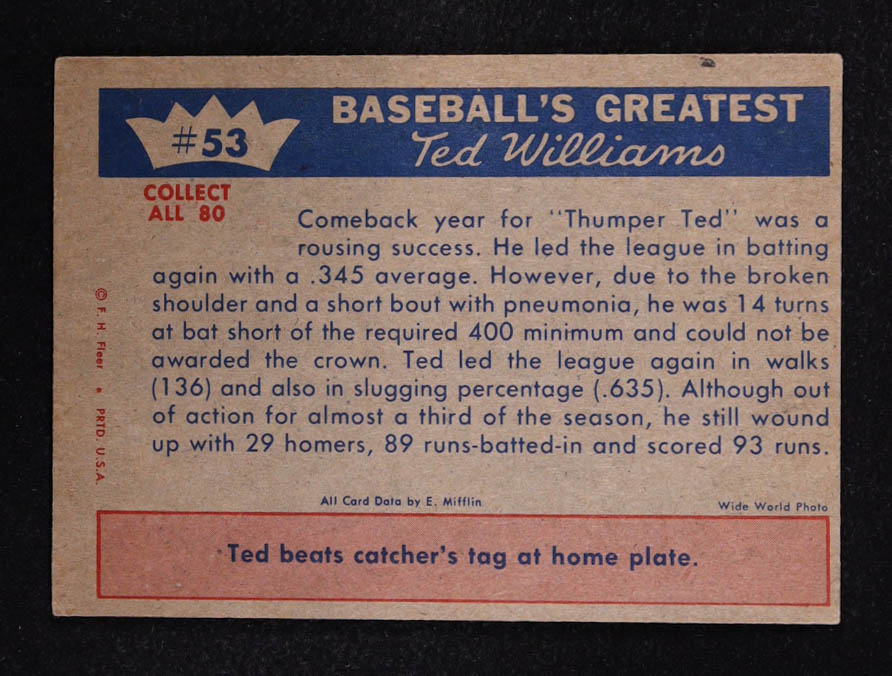 #53
BASEBALL'S GREATEST
Ted Williams
COLLECT
ALL 80
Comeback year for "Thumper Ted" was a
rousing success. He led the league in batting
again with a .345 average. However, due to the broken
shoulder and a short bout with pneumonia, he was 14 turns
at bat short of the required 400 minimum and could not be
awarded the crown. Ted led the league again in walks
(136) and also in slugging percentage (.635). Although out
of action for almost a third of the season, he still wound
up with 29 homers, 89 runs-batted-in and scored 93 runs.
© F. H. Fleer • PRTD. U.S.A.
All Card Data by E. Mifflin
Wide World Photo
Ted beats catcher's tag at home plate.